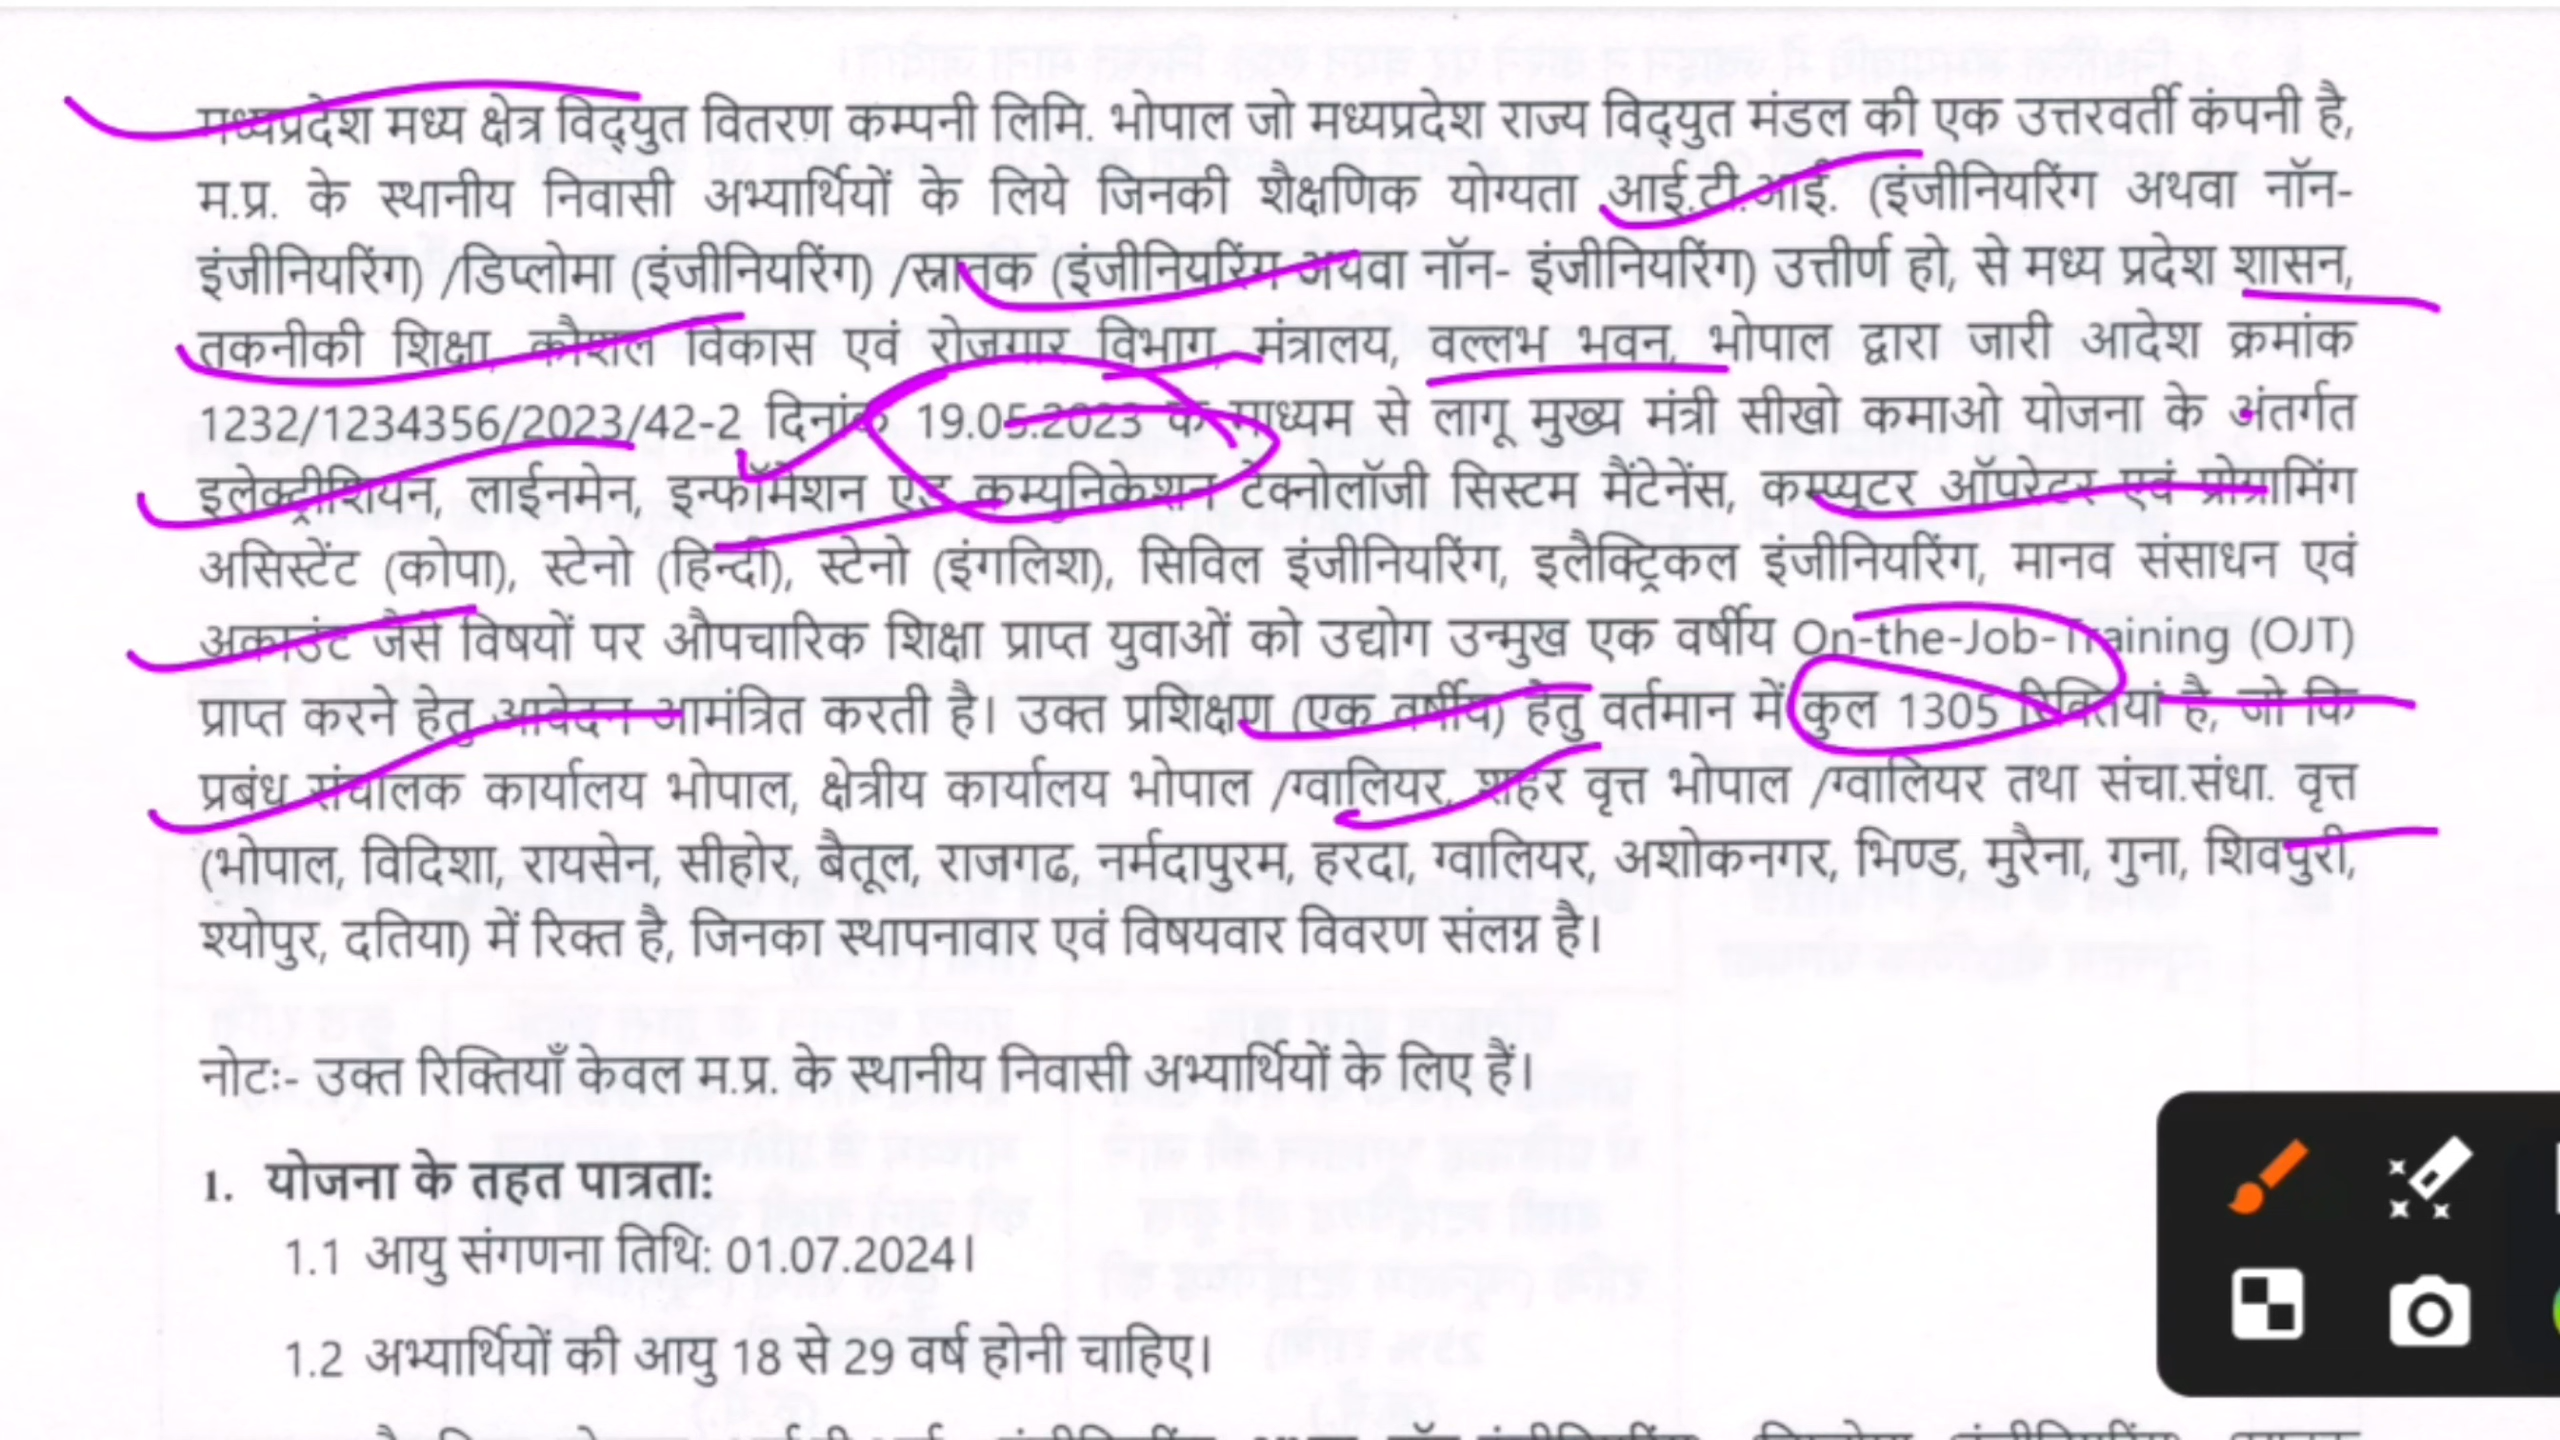 मध्यप्रदेश मध्य क्षेत्र विद्युत वितरण कम्पनी लिमि. भोपाल जो मध्यप्रदेश राज्य विद्युत मंडल की एक उत्तरवर्ती कंपनी है,
म.प्र. के स्थानीय निवासी अभ्यार्थियों के लिये जिनकी शैक्षणिक योग्यता आई.टी.आई. (इंजीनियरिंग अथवा नॉन-
इंजीनियरिंग) /डिप्लोमा (इंजीनियरिंग) /स्नातक (इंजीनियरिंग अथवा नॉन- इंजीनियरिंग) उत्तीर्ण हो, से मध्य प्रदेश शासन,
तकनीकी शिक्षा, कौशल विकास एवं रोजगार विभाग, मंत्रालय, वल्लभ भवन, भोपाल द्वारा जारी आदेश क्रमांक
1232/1234356/2023/42-2 दिनांक 19.05.2023 के माध्यम से लागू मुख्य मंत्री सीखो कमाओ योजना के अंतर्गत
इलेक्ट्रीशियन, लाईनमेन, इन्फॉर्मेशन एंड कम्युनिकेशन टेक्नोलॉजी सिस्टम मैंटेनेंस, कम्प्यूटर ऑपरेटर एवं प्रोग्रामिंग
असिस्टेंट (कोपा), स्टेनो (हिन्दी), स्टेनो (इंगलिश), सिविल इंजीनियरिंग, इलैक्ट्रिकल इंजीनियरिंग, मानव संसाधन एवं
अकाउंट जैसे विषयों पर औपचारिक शिक्षा प्राप्त युवाओं को उद्योग उन्मुख एक वर्षीय On-the-Job-Training (OJT)
प्राप्त करने हेतु आवेदन आमंत्रित करती है। उक्त प्रशिक्षण (एक वर्षीय) हेतु वर्तमान में कुल 1305 रिक्तियां है, जो कि
प्रबंध संचालक कार्यालय भोपाल, क्षेत्रीय कार्यालय भोपाल /ग्वालियर, शहर वृत्त भोपाल /ग्वालियर तथा संचा.संधा. वृत्त
(भोपाल, विदिशा, रायसेन, सीहोर, बैतूल, राजगढ, नर्मदापुरम, हरदा, ग्वालियर, अशोकनगर, भिण्ड, मुरैना, गुना, शिवपुरी,
श्योपुर, दतिया) में रिक्त है, जिनका स्थापनावार एवं विषयवार विवरण संलग्न है।
नोटः- उक्त रिक्तियाँ केवल म.प्र. के स्थानीय निवासी अभ्यार्थियों के लिए हैं।
1. योजना के तहत पात्रता:
1.1 आयु संगणना तिथि: 01.07.2024।
1.2 अभ्यार्थियों की आयु 18 से 29 वर्ष होनी चाहिए।